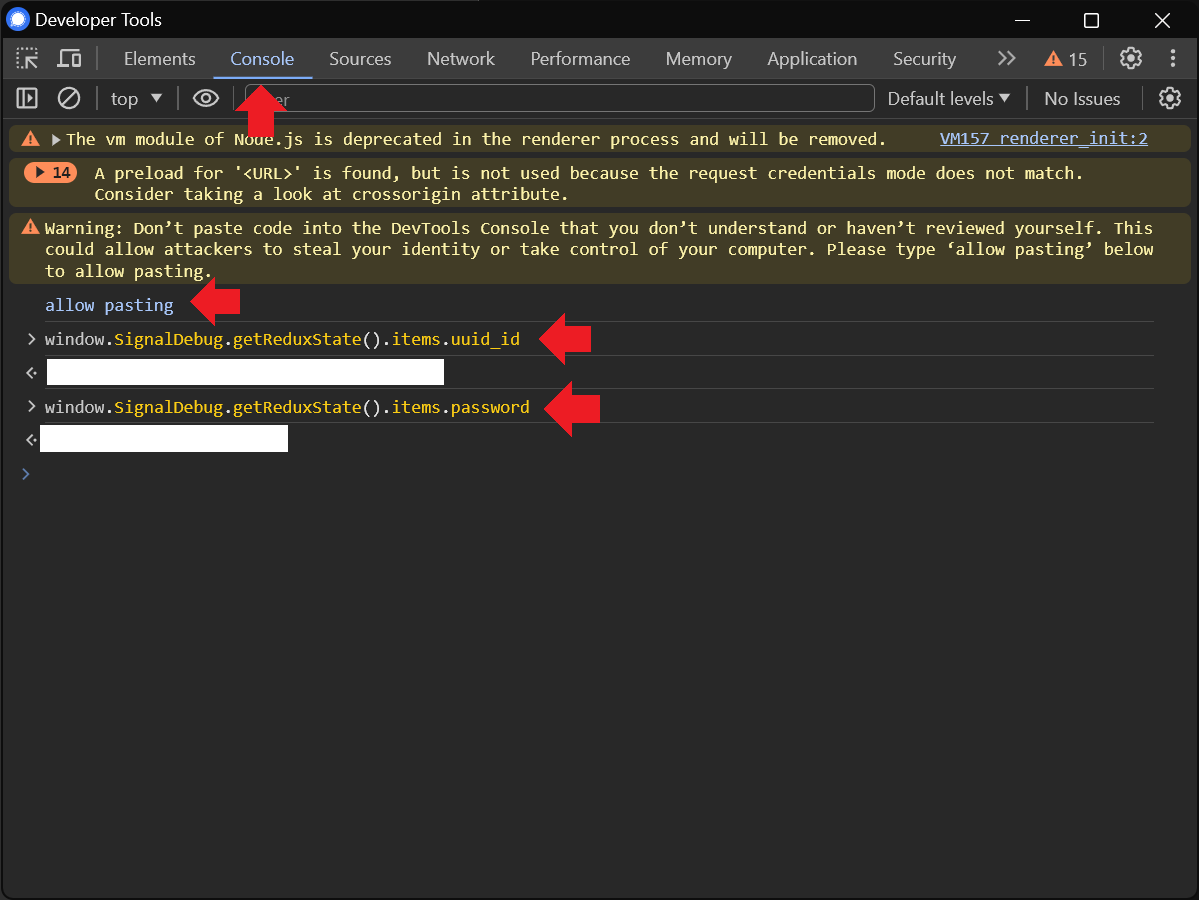 Developer Tools
Elements Console Sources Network Performance Memory Application Security 15
top er Default levels No Issues
The vm module of Node.js is deprecated in the renderer process and will be removed. VM157 renderer_init:2
14 A preload for '<URL>' is found, but is not used because the request credentials mode does not match.
Consider taking a look at crossorigin attribute.
Warning: Don’t paste code into the DevTools Console that you don’t understand or haven’t reviewed yourself. This
could allow attackers to steal your identity or take control of your computer. Please type ‘allow pasting’ below
to allow pasting.
allow pasting
window.SignalDebug.getReduxState().items.uuid_id
window.SignalDebug.getReduxState().items.password